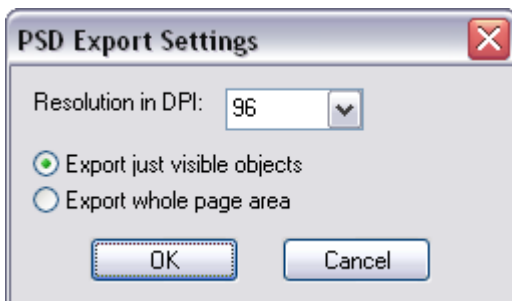 PSD Export Settings
Resolution in DPI: 96
Export just visible objects
Export whole page area
OK Cancel